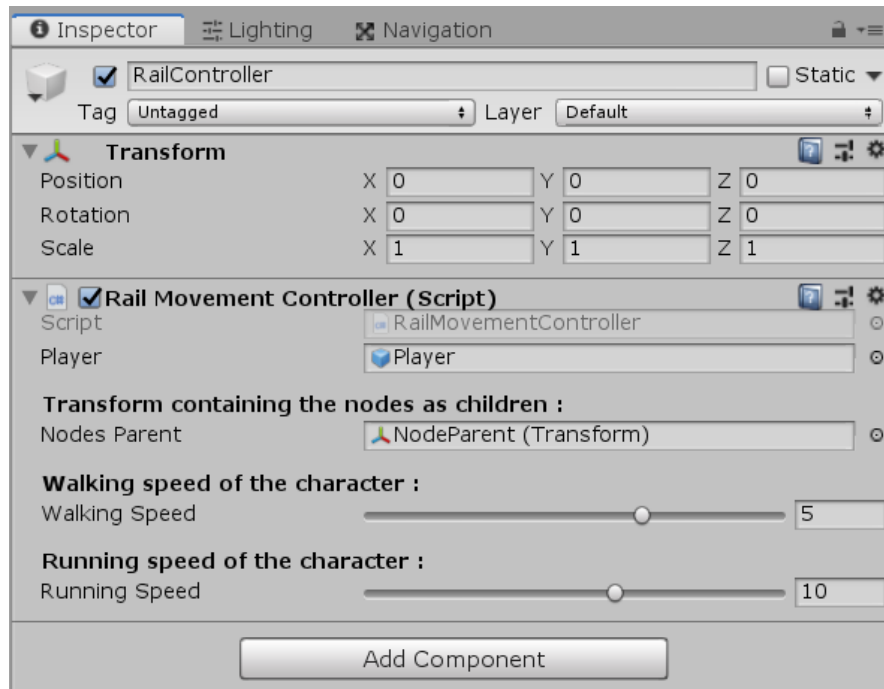 Inspector Lighting Navigation
RailController Static
Tag Untagged Layer Default
Transform
Position X 0 Y 0 Z 0
Rotation X 0 Y 0 Z 0
Scale X 1 Y 1 Z 1
Rail Movement Controller (Script)
Script RailMovementController
Player Player
Transform containing the nodes as children :
Nodes Parent NodeParent (Transform)
Walking speed of the character :
Walking Speed 5
Running speed of the character :
Running Speed 10
Add Component